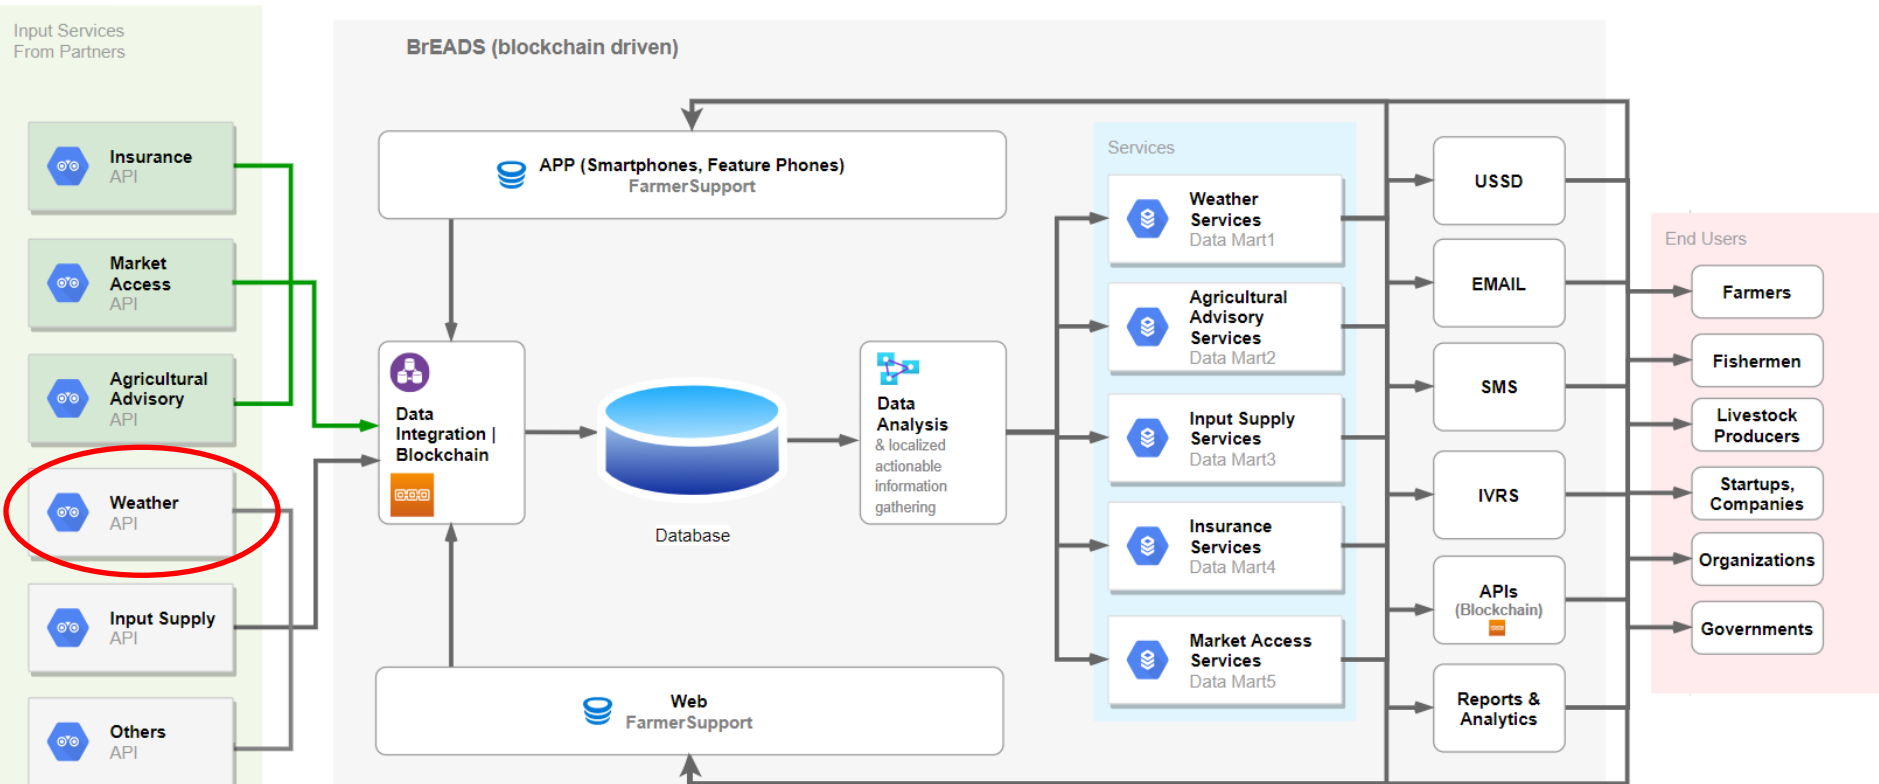 Input Services
From Partners
Insurance
API
Market
Access
API
Agricultural
Advisory
API
Weather
API
Input Supply
API
Others
API
BrEADS (blockchain driven)
APP (Smartphones, Feature Phones)
FarmerSupport
Data
Integration |
Blockchain
Database
Data
Analysis
& localized
actionable
information
gathering
Web
FarmerSupport
Services
Weather
Services
Data Mart1
Agricultural
Advisory
Services
Data Mart2
Input Supply
Services
Data Mart3
Insurance
Services
Data Mart4
Market Access
Services
Data Mart5
USSD
EMAIL
SMS
IVRS
APIs
(Blockchain)
Reports &
Analytics
End Users
Farmers
Fishermen
Livestock
Producers
Startups,
Companies
Organizations
Governments